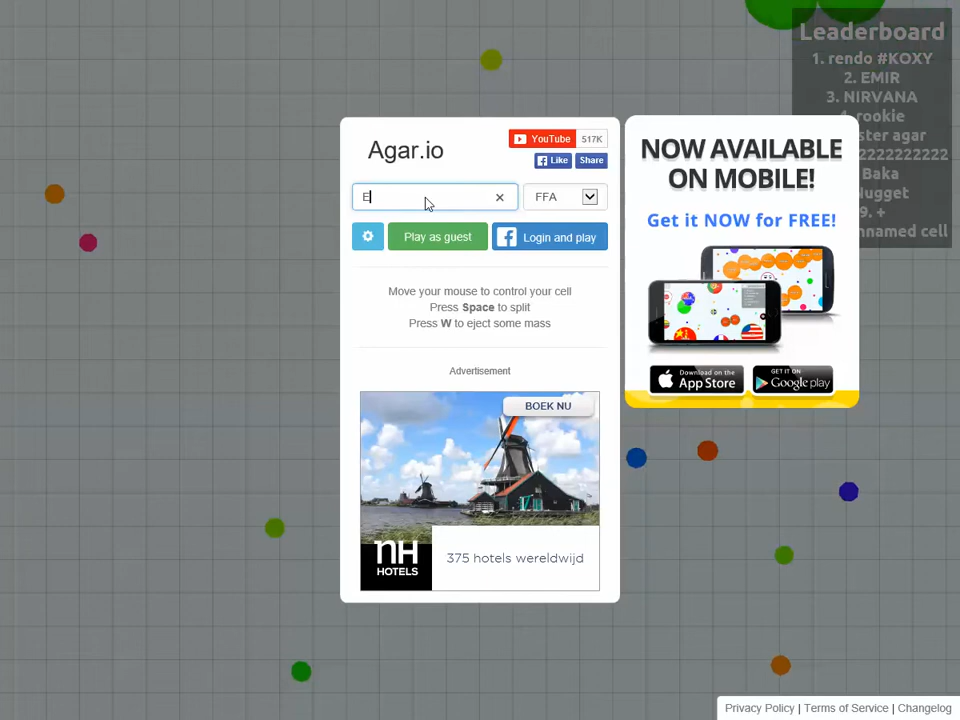 Leaderboard
1. rendo #KOXY
2. EMIR
3. NIRVANA
rookie
ster agar
2222222222
Baka
Nugget
9. +
nnamed cell
Agar.io
YouTube 517K
Like Share
E
FFA
Play as guest
Login and play
Move your mouse to control your cell
Press Space to split
Press W to eject some mass
Advertisement
BOEK NU
nH
HOTELS
375 hotels wereldwijd
NOW AVAILABLE
ON MOBILE!
Get it NOW for FREE!
Download on the
App Store
GET IT ON
Google play
Privacy Policy | Terms of Service | Changelog